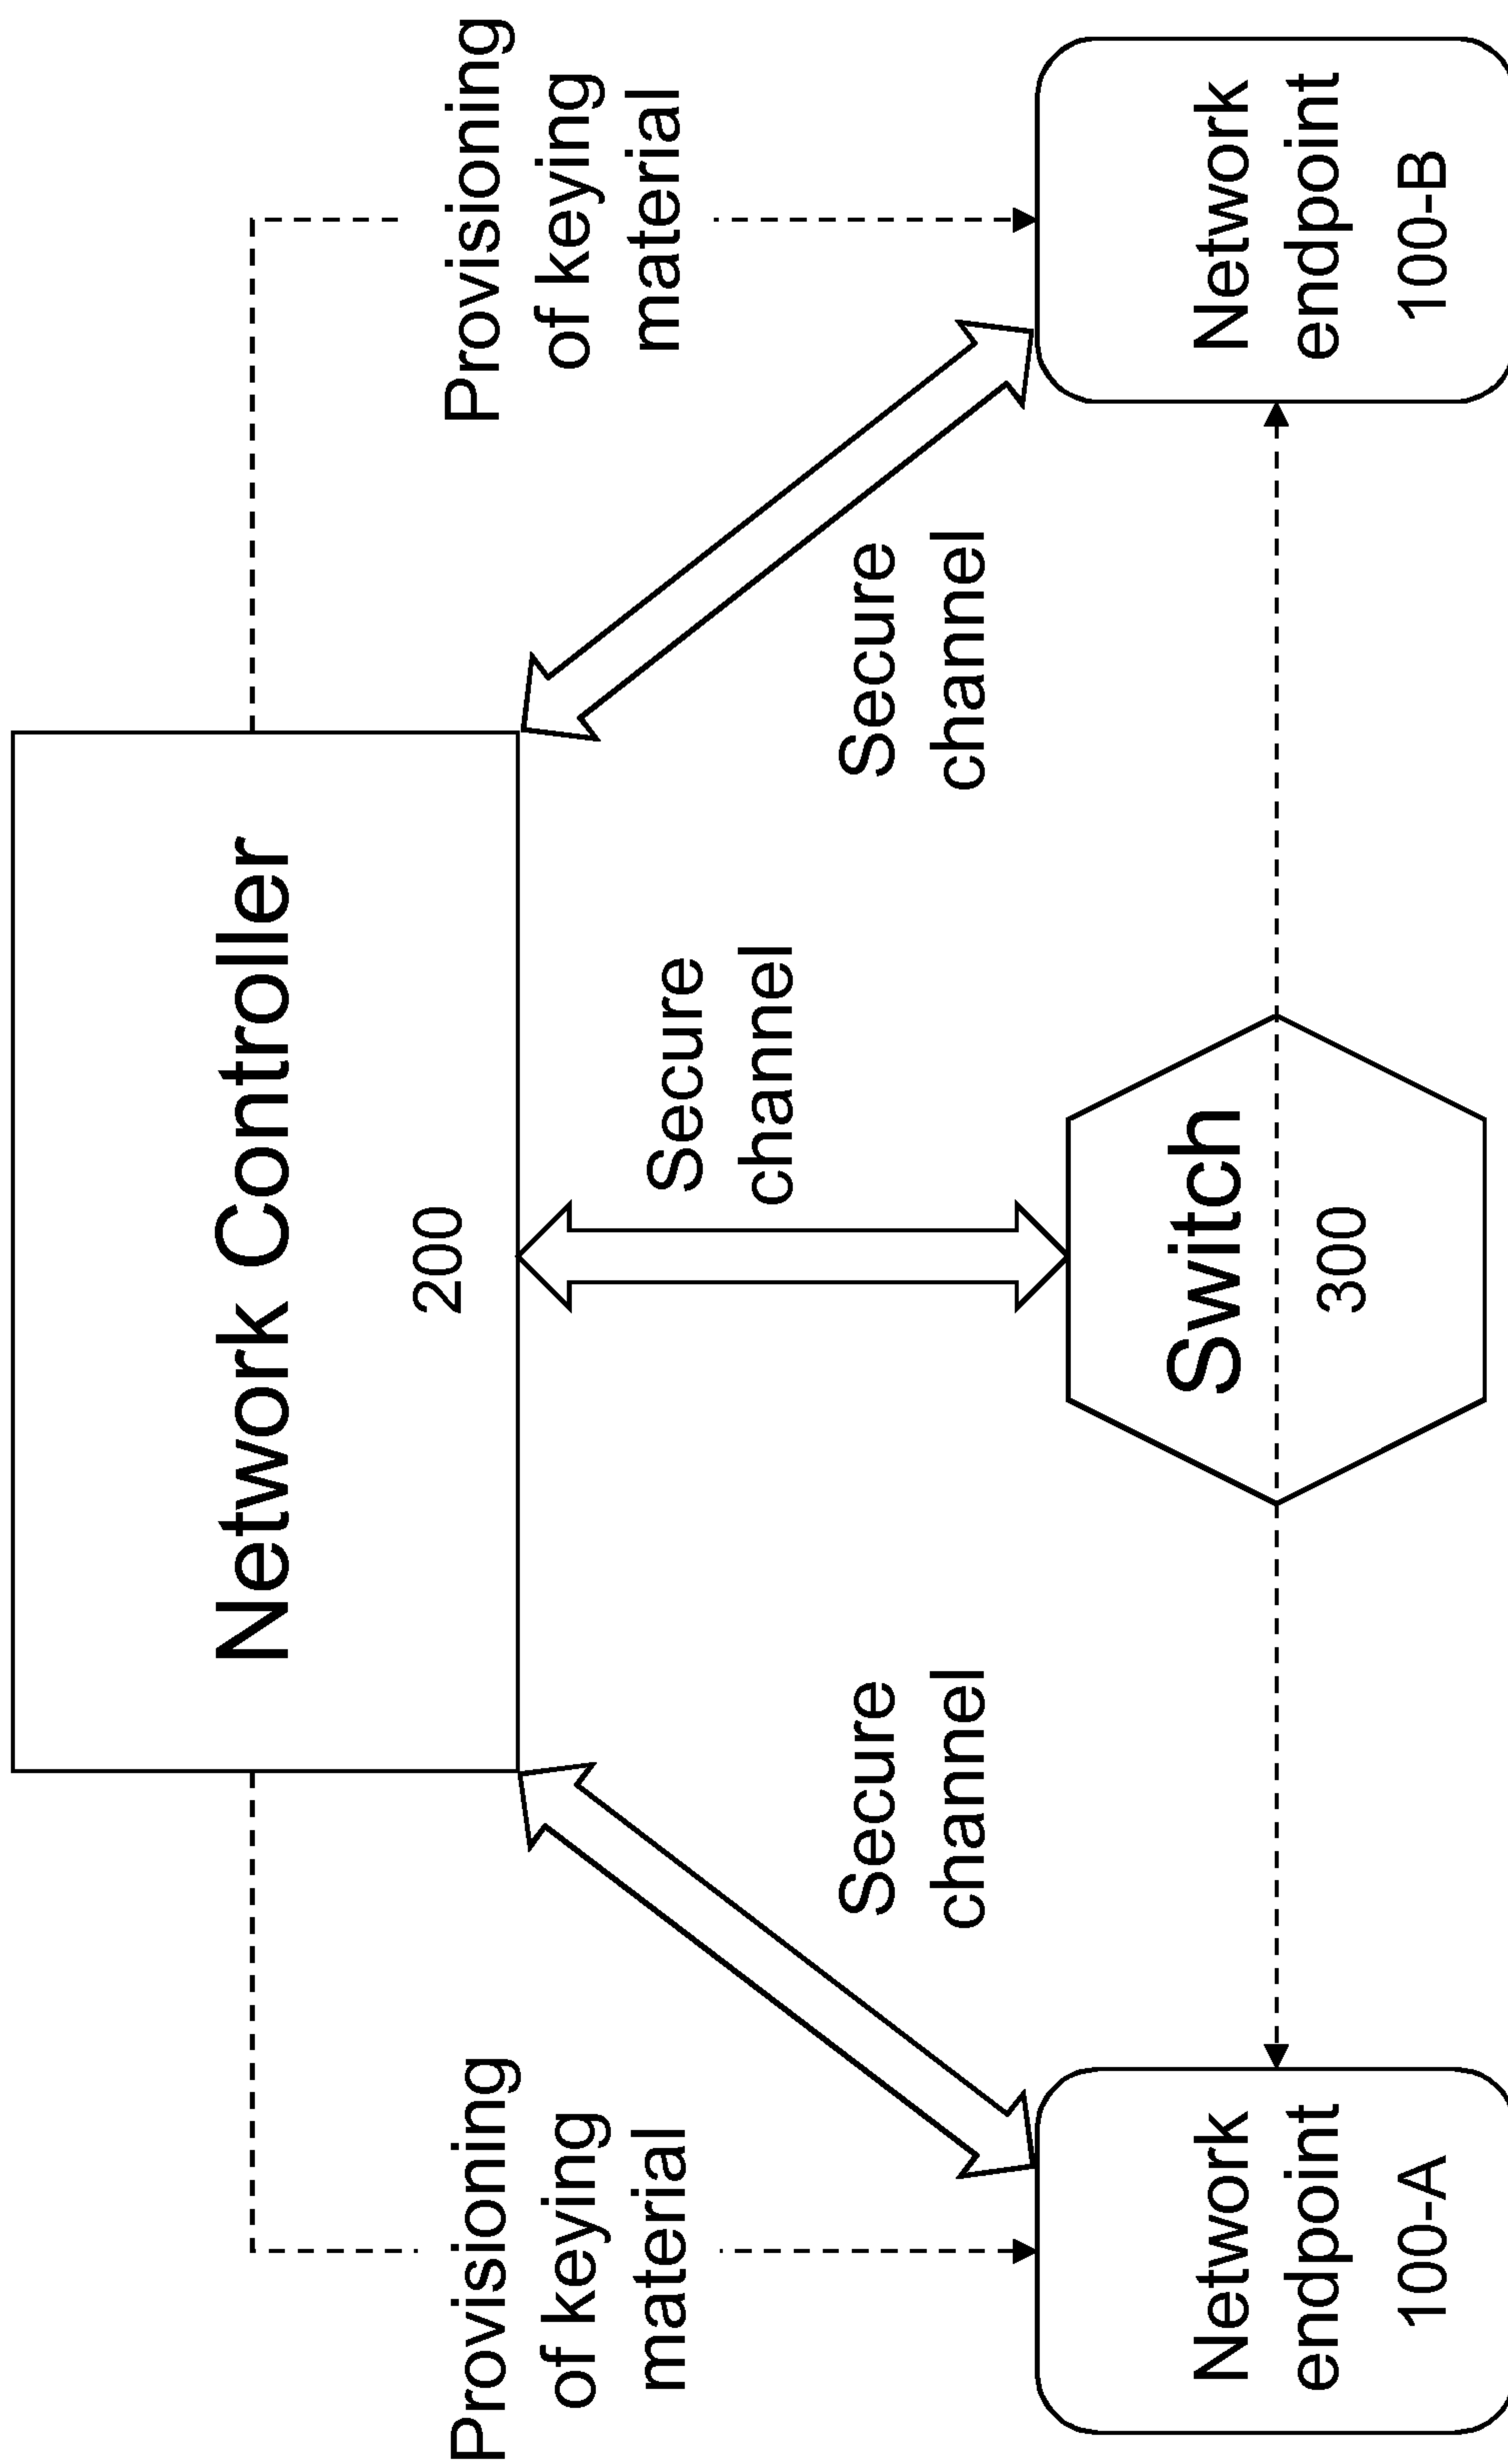 Network Controller
200
Provisioning
of keying
material
Provisioning
of keying
material
Secure
channel
Secure
channel
Secure
channel
Network
endpoint
100-A
Switch
300
Network
endpoint
100-B